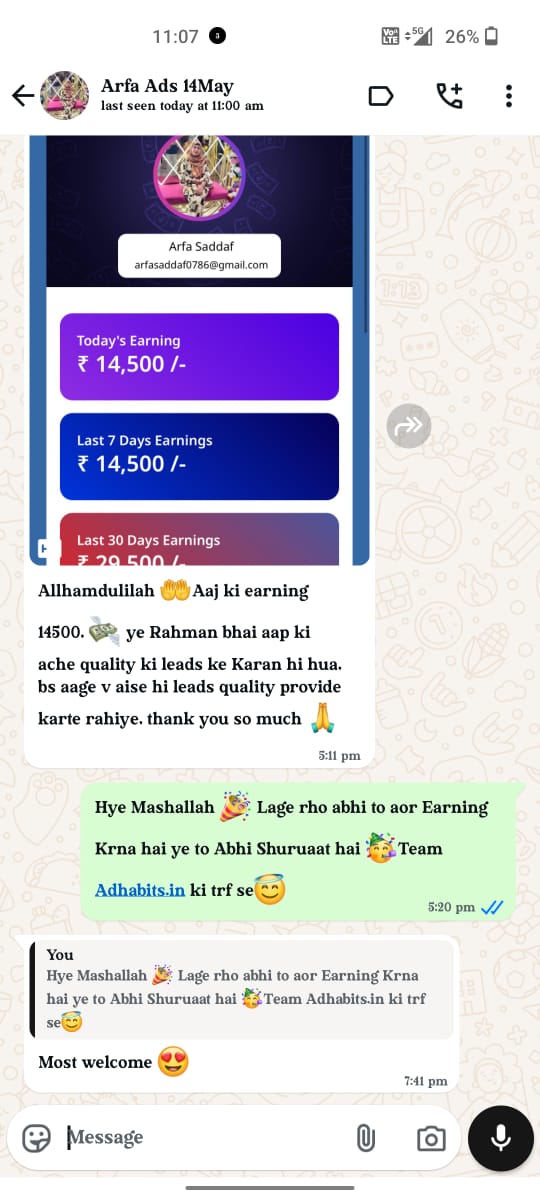 11:07
Vo))
LTE
5G
26%
Arfa Ads 14May
last seen today at 11:00 am
Arfa Saddaf
arfasaddaf0786@gmail.com
Today's Earning
₹ 14,500 /-
Last 7 Days Earnings
₹ 14,500 /-
Last 30 Days Earnings
₹ 29,500 /-
Allhamdulilah 🤲 Aaj ki earning
14500. 💸 ye Rahman bhai aap ki
ache quality ki leads ke Karan hi hua.
bs aage v aise hi leads quality provide
karte rahiye. thank you so much 🙏
5:11 pm
Hye Mashallah 🎉 Lage rho abhi to aor Earning
Krna hai ye to Abhi Shuruaat hai 🥳 Team
Adhabits.in ki trf se 😇
5:20 pm
You
Hye Mashallah 🎉 Lage rho abhi to aor Earning Krna
hai ye to Abhi Shuruaat hai 🥳 Team Adhabits.in ki trf
se😇
Most welcome 😍
7:41 pm
Message